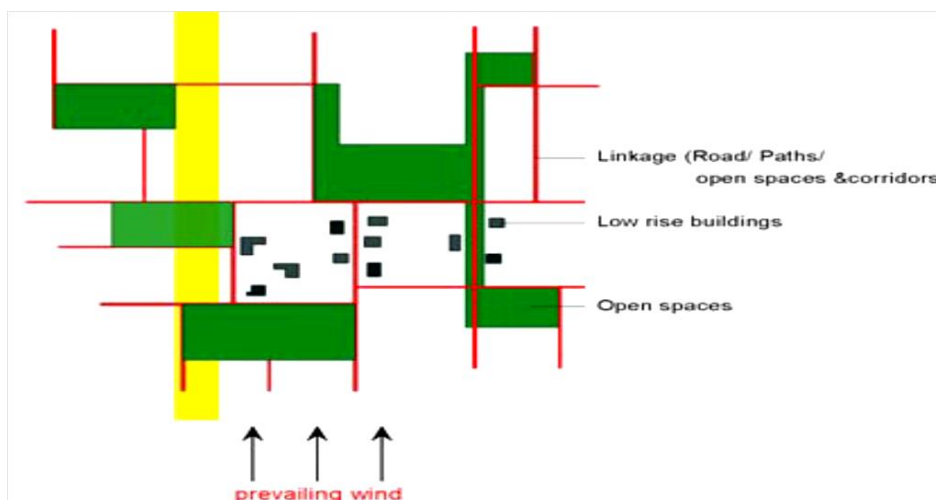 Linkage (Road/ Paths/
open spaces &corridors
Low rise buildings
Open spaces
prevailing wind